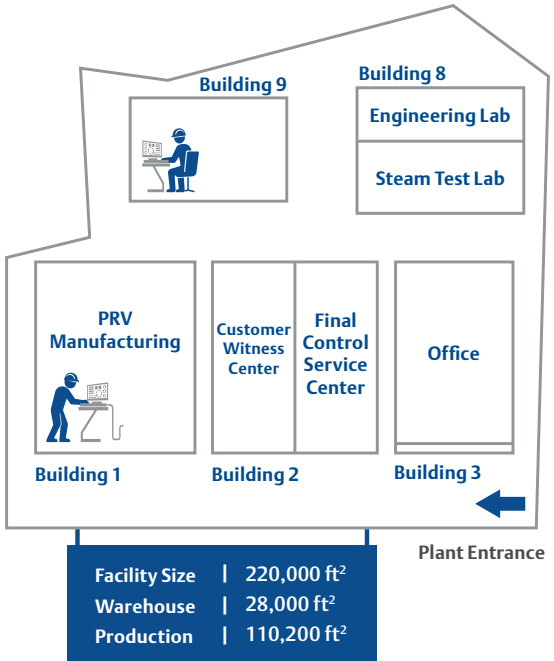 Building 9
Building 8
Engineering Lab
Steam Test Lab
PRV
Manufacturing
Customer
Witness
Center
Final
Control
Service
Center
Office
Building 1
Building 2
Building 3
Plant Entrance
Facility Size | 220,000 ft²
Warehouse | 28,000 ft²
Production | 110,200 ft²